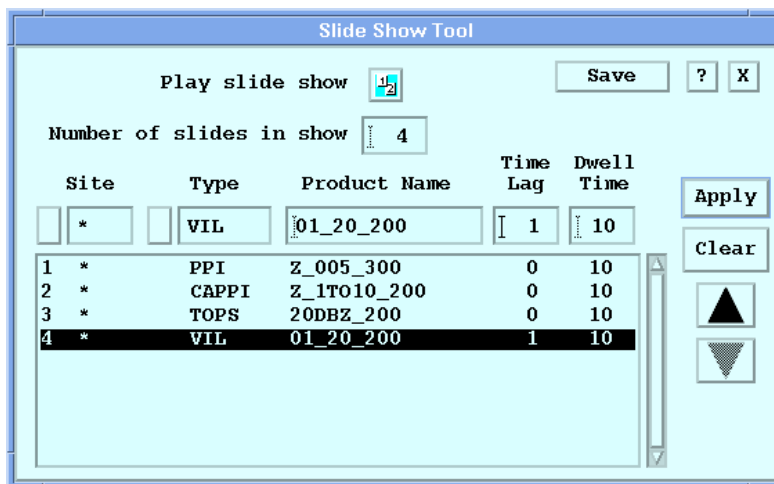 Slide Show Tool
Play slide show 1 2 Save ? X
Number of slides in show 4
Site Type Product Name Time Lag Dwell Time
* VIL 01_20_200 1 10 Apply
Clear
1 * PPI Z_005_300 0 10
2 * CAPPI Z_1TO10_200 0 10
3 * TOPS 20DBZ_200 0 10
4 * VIL 01_20_200 1 10